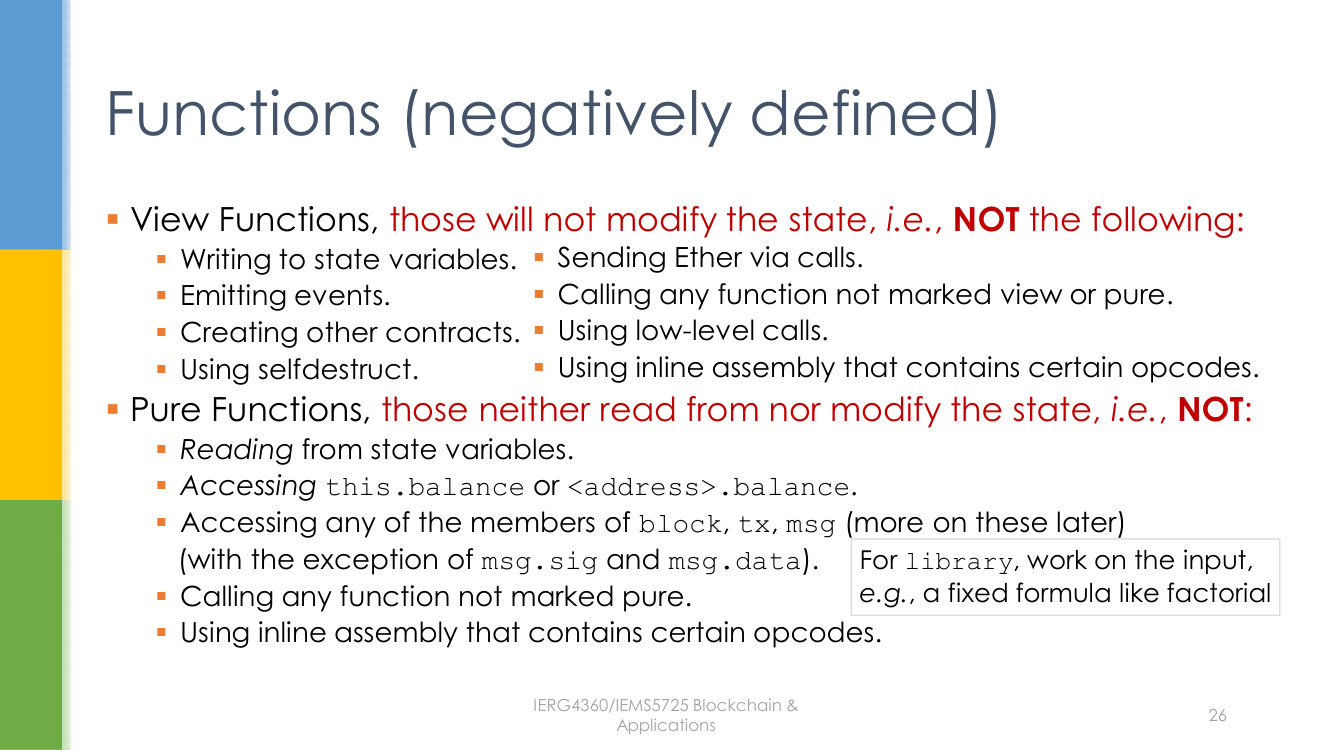 Functions (negatively defined)
▪ View Functions, those will not modify the state, i.e., NOT the following:
▪ Writing to state variables.
▪ Emitting events.
▪ Creating other contracts.
▪ Using selfdestruct.
▪ Sending Ether via calls.
▪ Calling any function not marked view or pure.
▪ Using low-level calls.
▪ Using inline assembly that contains certain opcodes.
▪ Pure Functions, those neither read from nor modify the state, i.e., NOT:
▪ Reading from state variables.
▪ Accessing this.balance or <address>.balance.
▪ Accessing any of the members of block, tx, msg (more on these later)
(with the exception of msg.sig and msg.data).
▪ Calling any function not marked pure.
▪ Using inline assembly that contains certain opcodes.
For library, work on the input,
e.g., a fixed formula like factorial
IERG4360/IEMS5725 Blockchain &
Applications
26